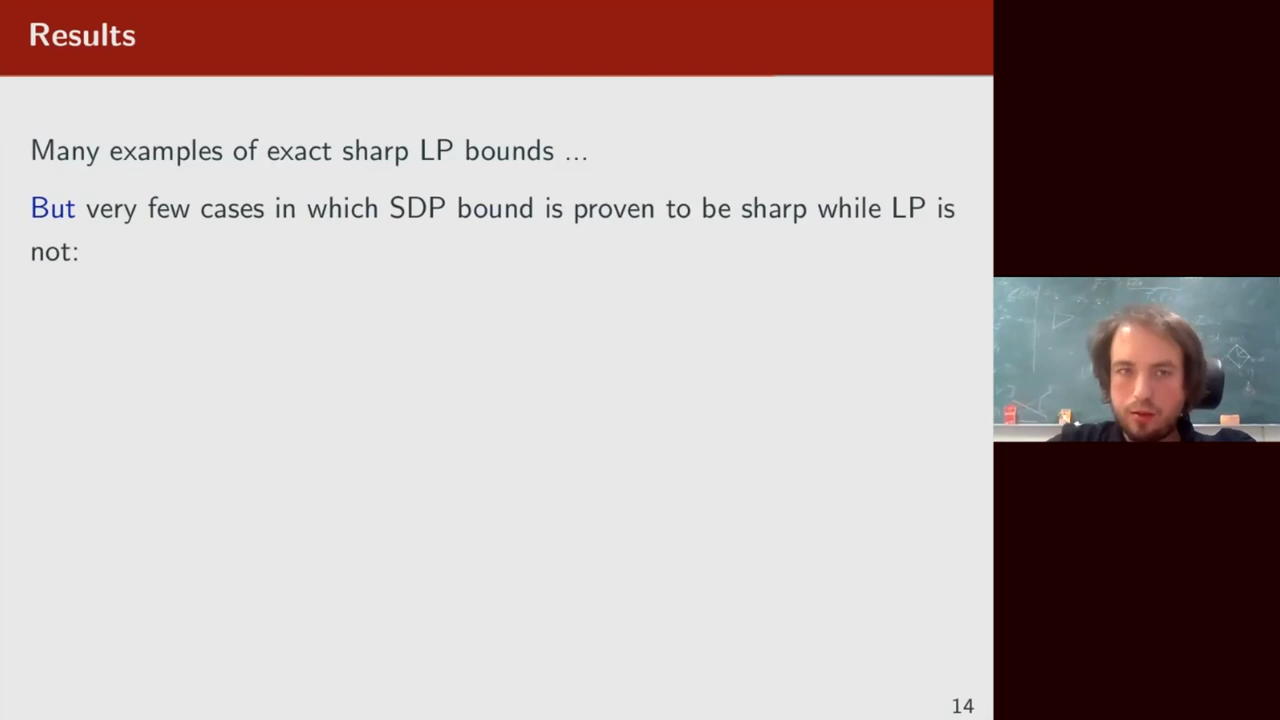 Results
Many examples of exact sharp LP bounds ...
But very few cases in which SDP bound is proven to be sharp while LP is
not:
14